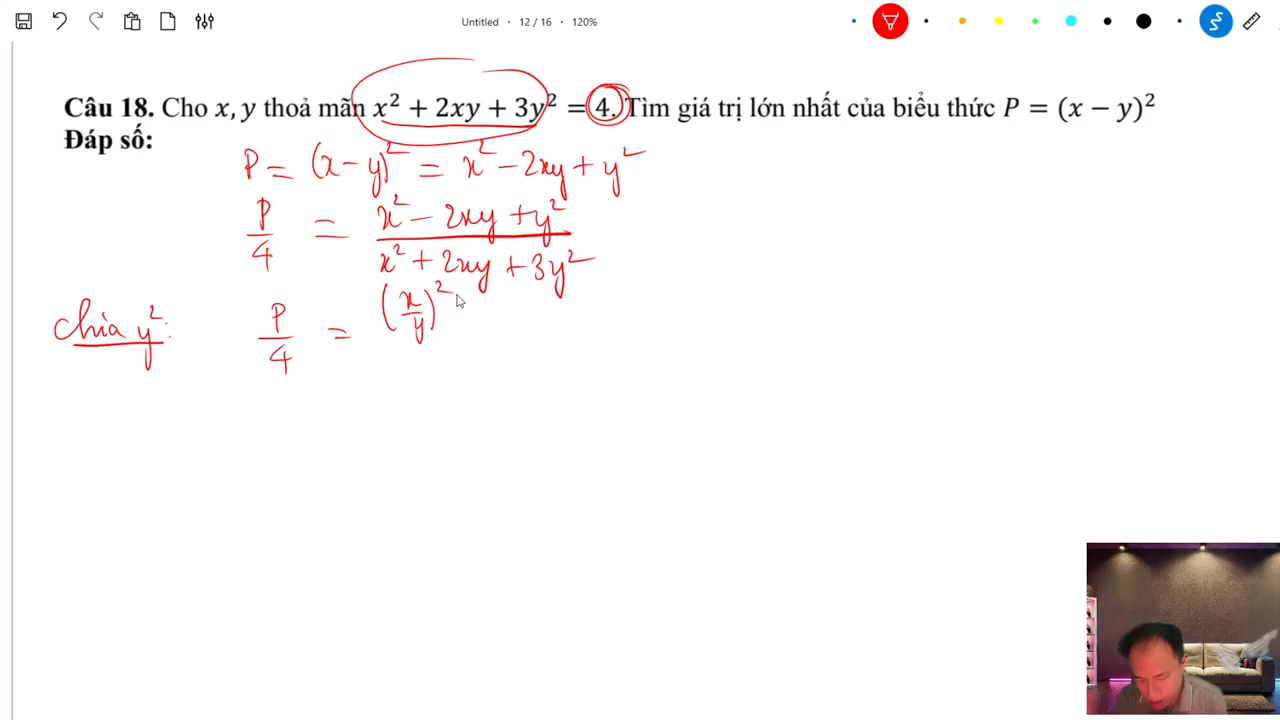 Untitled • 12 / 16 • 120%
Câu 18. Cho x, y thoả mãn x² + 2xy + 3y² = 4. Tìm giá trị lớn nhất của biểu thức P = (x − y)²
Đáp số:
P = (x − y)² = x² − 2xy + y²
P/4 = (x² − 2xy + y²)/(x² + 2xy + 3y²)
Chia y²: P/4 = (x/y)²